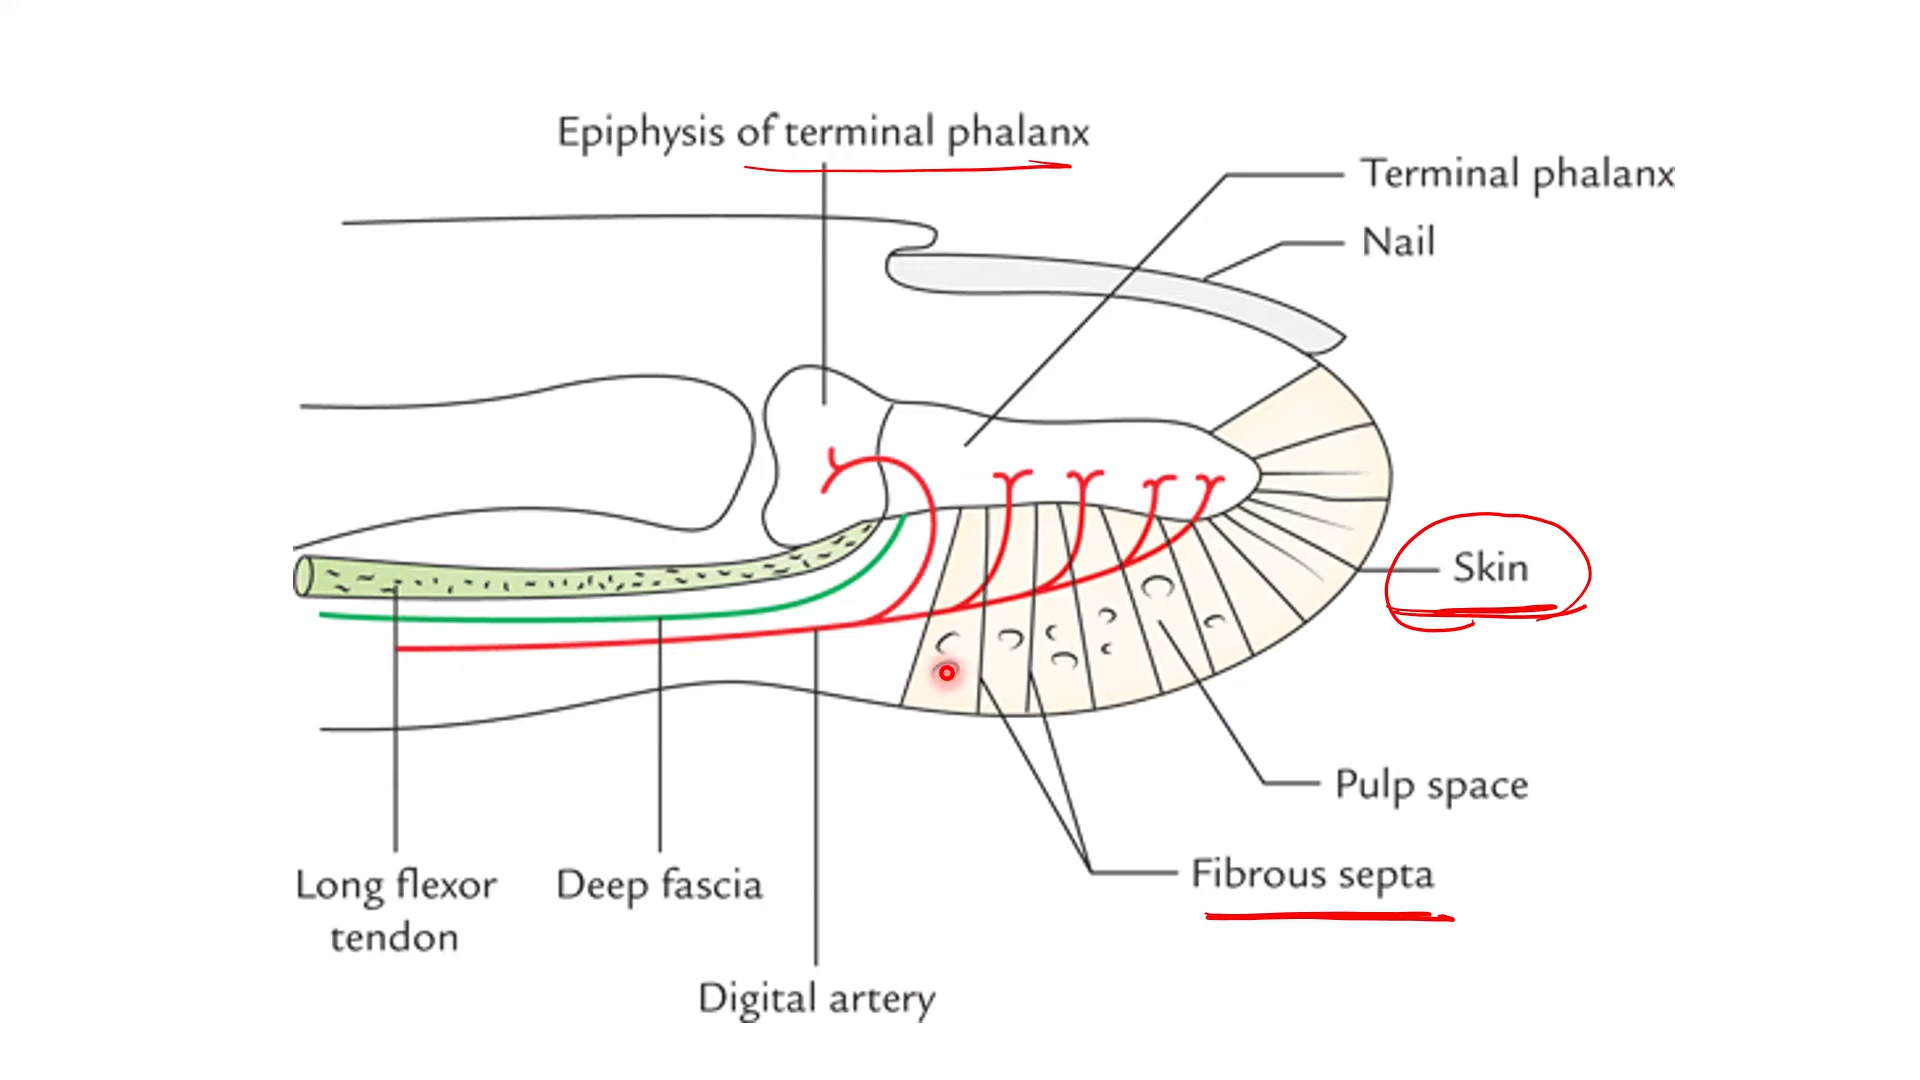 Epiphysis of terminal phalanx
Terminal phalanx
Nail
Skin
Pulp space
Fibrous septa
Long flexor
tendon
Deep fascia
Digital artery